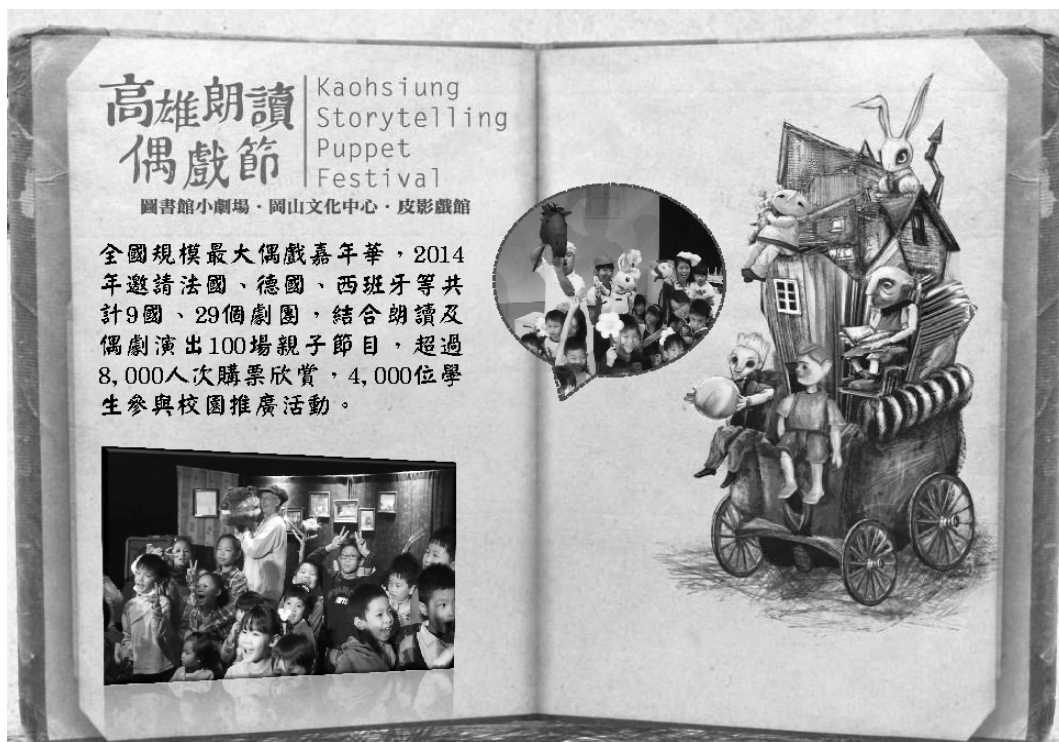 高雄朗讀
偶戲節
Kaohsiung
Storytelling
Puppet
Festival
圖書館小劇場・岡山文化中心・皮影戲館
全國規模最大偶戲嘉年華，2014
年邀請法國、德國、西班牙等共
計9國、29個劇團，結合朗讀及
偶劇演出100場親子節目，超過
8,000人次購票欣賞，4,000位學
生參與校園推廣活動。